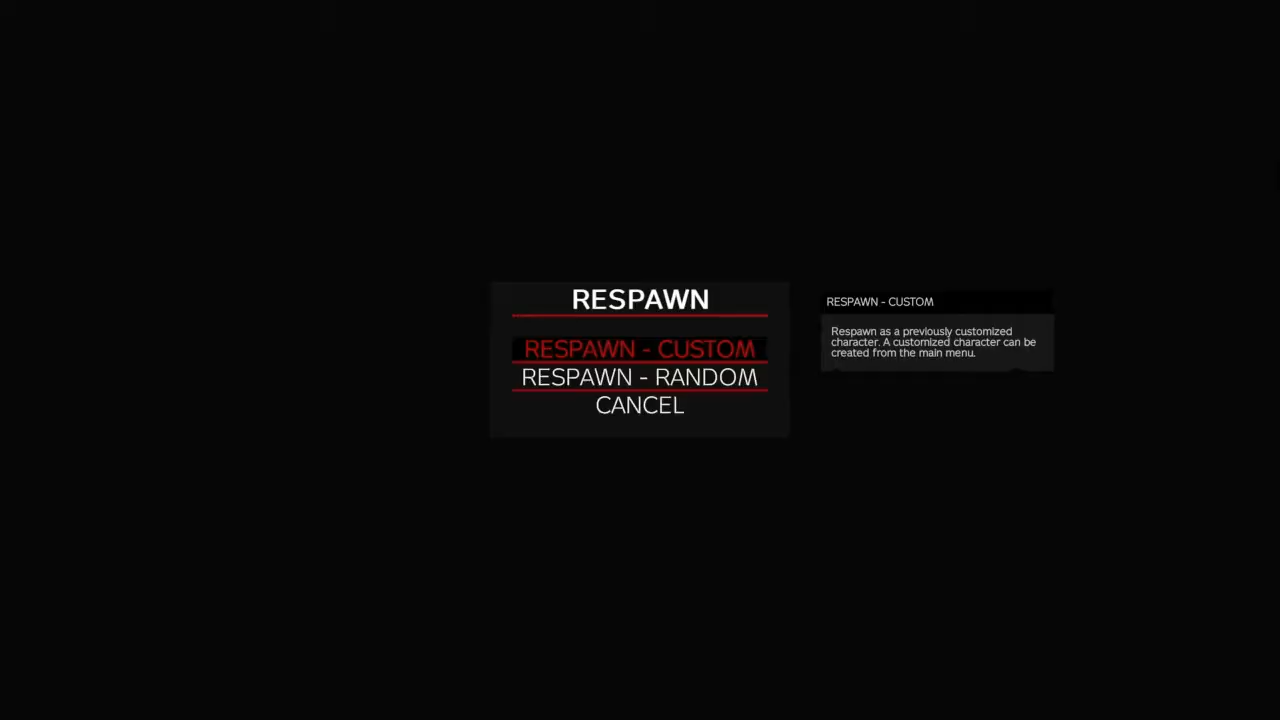 RESPAWN
RESPAWN - CUSTOM
RESPAWN - RANDOM
CANCEL
RESPAWN - CUSTOM
Respawn as a previously customized
character. A customized character can be
created from the main menu.